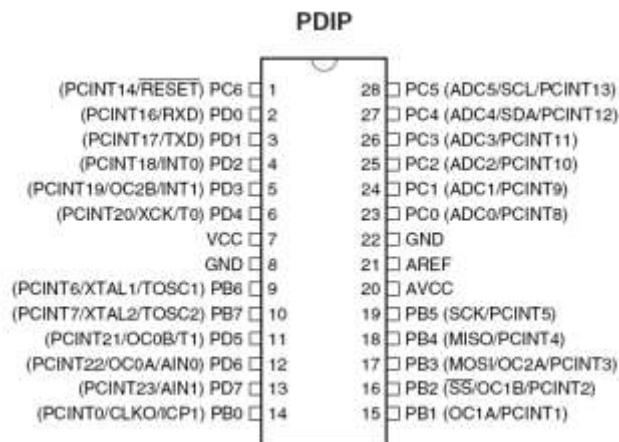 PDIP
(PCINT14/RESET) PC6 1 28 PC5 (ADC5/SCL/PCINT13)
(PCINT16/RXD) PD0 2 27 PC4 (ADC4/SDA/PCINT12)
(PCINT17/TXD) PD1 3 26 PC3 (ADC3/PCINT11)
(PCINT18/INT0) PD2 4 25 PC2 (ADC2/PCINT10)
(PCINT19/OC2B/INT1) PD3 5 24 PC1 (ADC1/PCINT9)
(PCINT20/XCK/T0) PD4 6 23 PC0 (ADC0/PCINT8)
VCC 7 22 GND
GND 8 21 AREF
(PCINT6/XTAL1/TOSC1) PB6 9 20 AVCC
(PCINT7/XTAL2/TOSC2) PB7 10 19 PB5 (SCK/PCINT5)
(PCINT21/OC0B/T1) PD5 11 18 PB4 (MISO/PCINT4)
(PCINT22/OC0A/AIN0) PD6 12 17 PB3 (MOSI/OC2A/PCINT3)
(PCINT23/AIN1) PD7 13 16 PB2 (SS/OC1B/PCINT2)
(PCINT0/CLKO/ICP1) PB0 14 15 PB1 (OC1A/PCINT1)